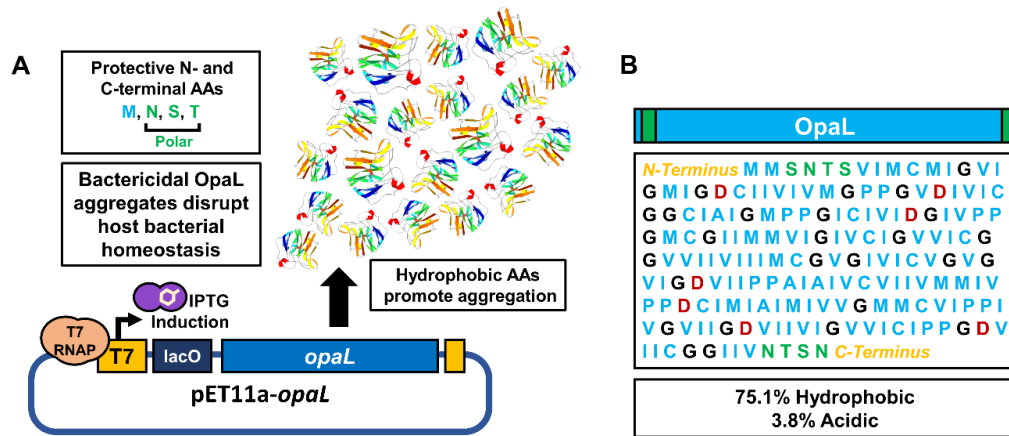 A
Protective N- and
C-terminal AAs
M, N, S, T
Polar
Bactericidal OpaL
aggregates disrupt
host bacterial
homeostasis
Hydrophobic AAs
promote aggregation
IPTG
Induction
T7
RNAP
T7
lacO
opaL
pET11a-opaL
B
OpaL
N-Terminus M M S N T S V I M C M I G V I
G M I G D C I I V I V M G P P G V D I V I C
G G C I A I G M P P G I C V I D G I V P P
G M C G I I M M V I G I V C I G V V I C G
G V V I I V I I I M C G V G V I V C V G V G
V I G D V I I P P A I A I V C V I I V M M I V
P P D C I M I A I M I V V G M M C V I P P I
V G V I I G D V I I V I G V V I C I P P G D V
I I C G G I I V N T S N C-Terminus
75.1% Hydrophobic
3.8% Acidic